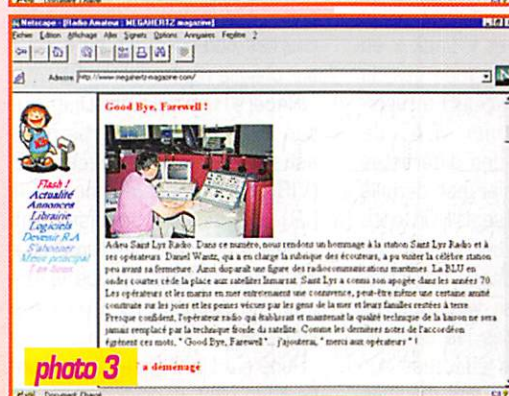 Netscape - [Radio Amateur : MEGAHERTZ magazine]
Fichier Edition Affichage Aller Signets Options Annuaires Fenêtre ?
Adresse http://www.megahertz-magazine.com/
N
Flash !
Actualité
Annonces
Librairie
Logiciels
Devenir R.A
S'abonner
Menu principal
Good Bye, Farewell !
Adieu Saint Lys Radio. Dans ce numéro, nous rendons un hommage à la station Saint Lys Radio et à
ses opérateurs. Daniel Wantz, qui a en charge la rubrique des écoutes, a pu visiter la célèbre station
peu avant sa fermeture. Ainsi disparaît une figure des radiocommunications maritimes. La BLU en
ondes courtes cède la place aux satellites Inmarsat. Saint Lys a connu son apogée dans les années 70.
Les opérateurs et les marins en mer entretenaient une connivence, peut-être même une certaine amitié
continuelle sur les joies et les peines vécues par les gens de la mer et leurs familles restées à terre.
Presque confident, l'opérateur radio qui établissait et maintenait la qualité technique de la liaison ne sera
jamais remplacé par la technique froide du satellite. Comme les dernières notes de l'accordéon
égrènent ces mots, " Good Bye, Farewell "... j'ajouterai, " merci aux opérateurs " !
a déménagé
photo 3
Document: Chargé